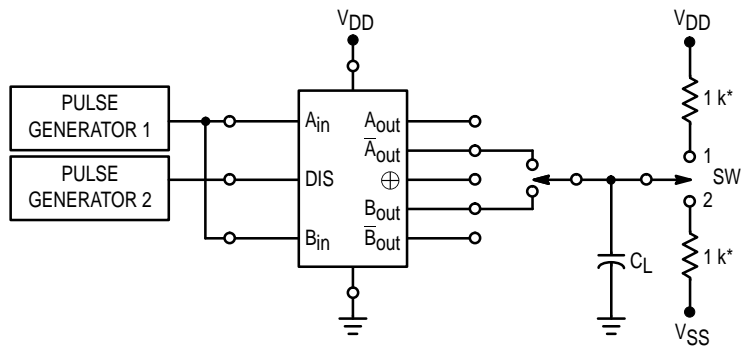 VDD
VDD
PULSE
GENERATOR 1
PULSE
GENERATOR 2
Ain
DIS
Bin
Aout
A̅out
⊕
Bout
B̅out
CL
1 k*
1
SW
2
1 k*
VSS